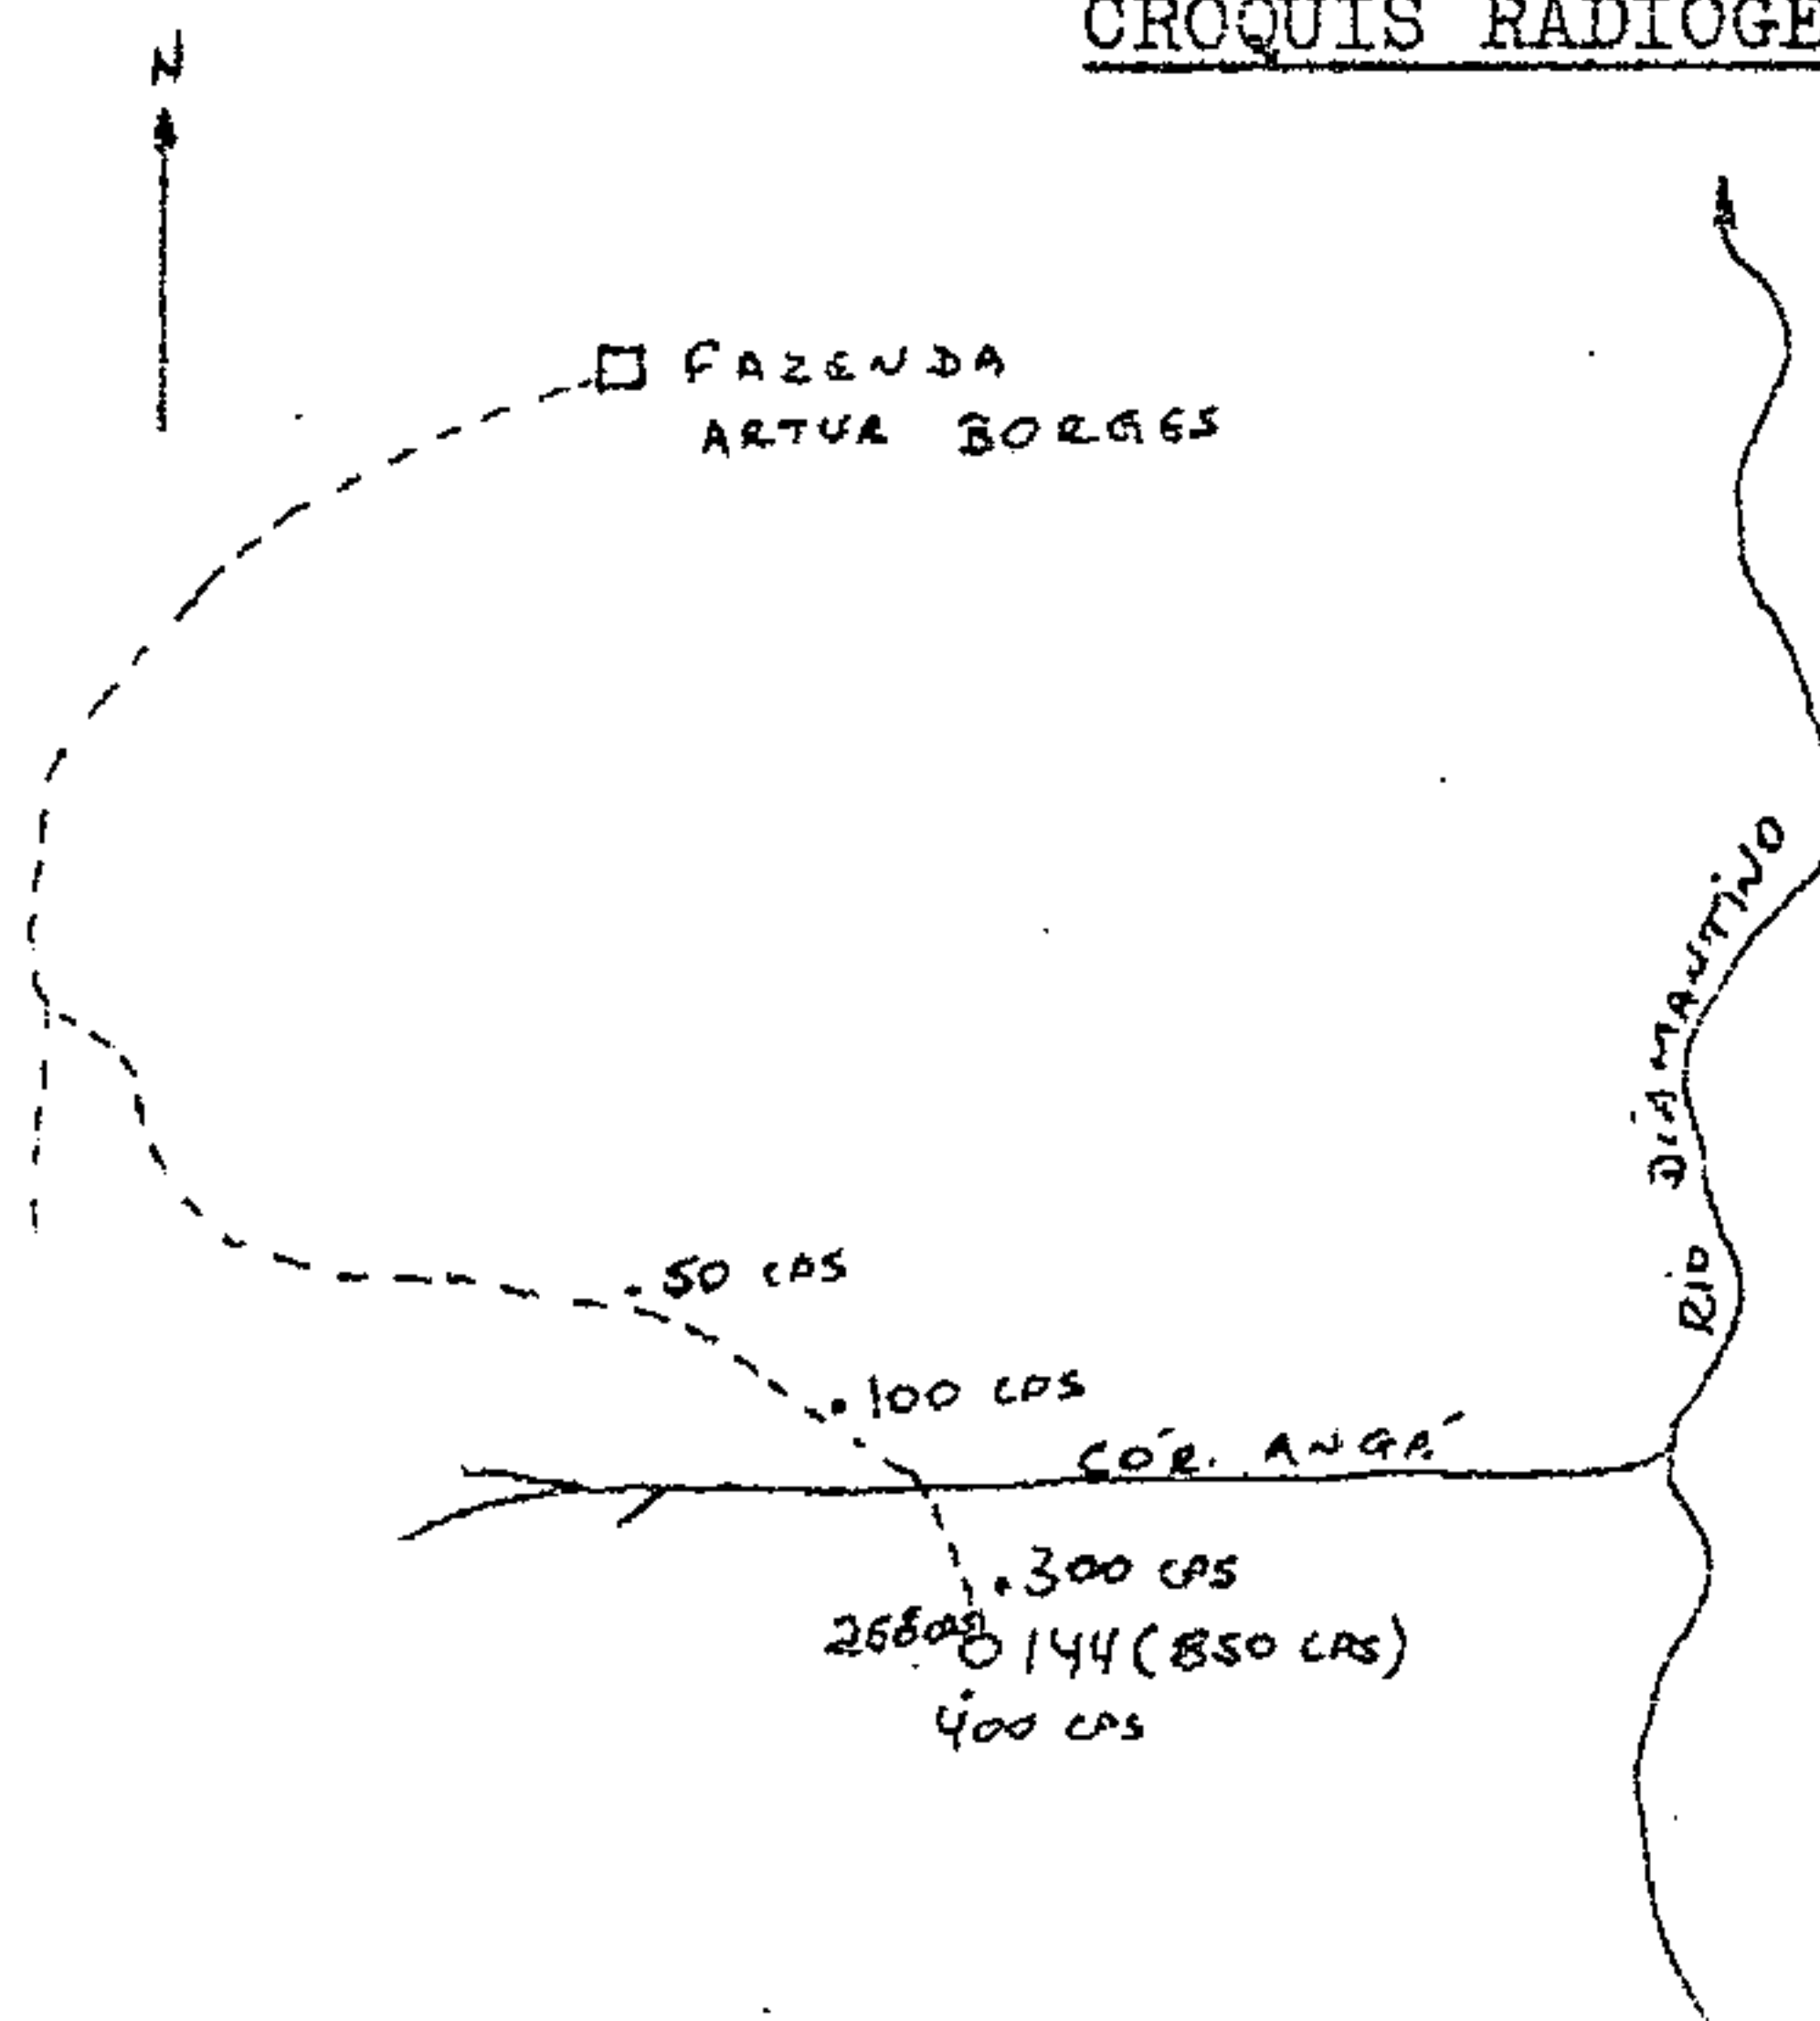 CROQUIS RADIOGE
N
FAZENDA
ARTUR BORGES
RIO DIAMANTINO
.50 cps
.100 cps
CÓR.
.300 cps
144 (850 cps)
400 cps